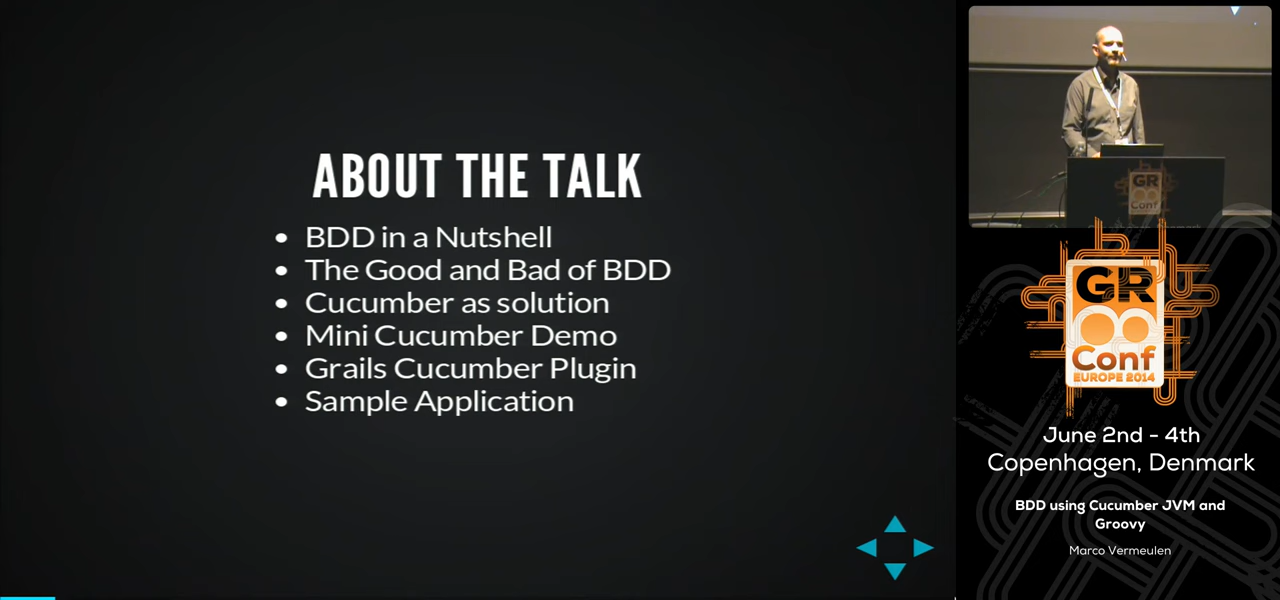 ABOUT THE TALK
BDD in a Nutshell
The Good and Bad of BDD
Cucumber as solution
Mini Cucumber Demo
Grails Cucumber Plugin
Sample Application
GR
Conf
GR
Conf
EUROPE 2014
June 2nd - 4th
Copenhagen, Denmark
BDD using Cucumber JVM and
Groovy
Marco Vermeulen